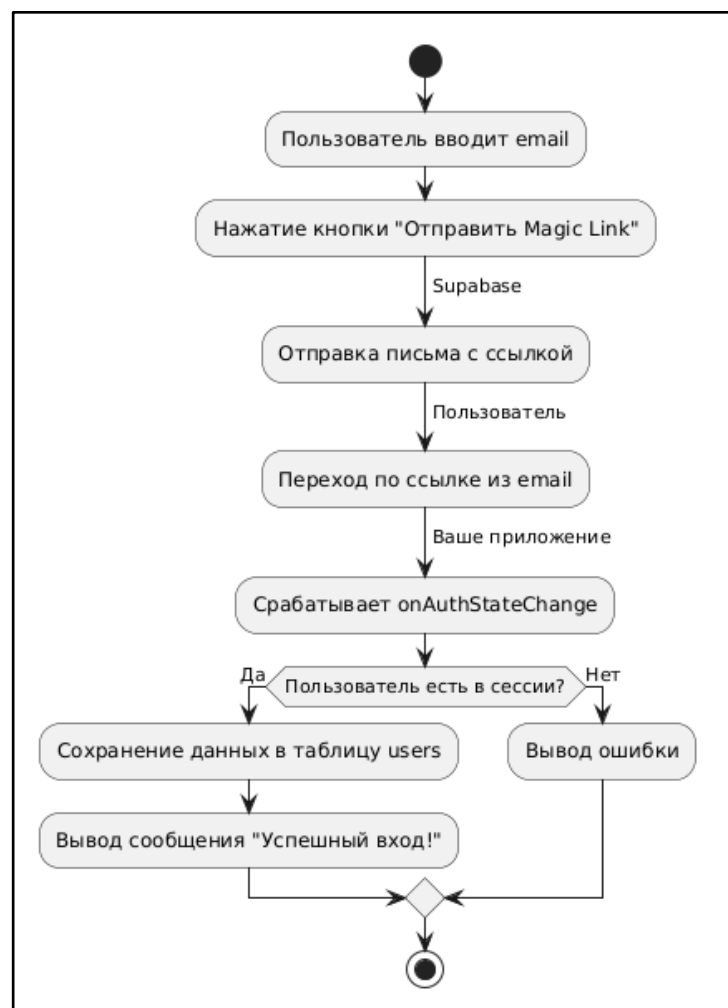 Пользователь вводит email
Нажатие кнопки "Отправить Magic Link"
Supabase
Отправка письма с ссылкой
Пользователь
Переход по ссылке из email
Ваше приложение
Срабатывает onAuthStateChange
Да
Пользователь есть в сессии?
Нет
Сохранение данных в таблицу users
Вывод ошибки
Вывод сообщения "Успешный вход!"